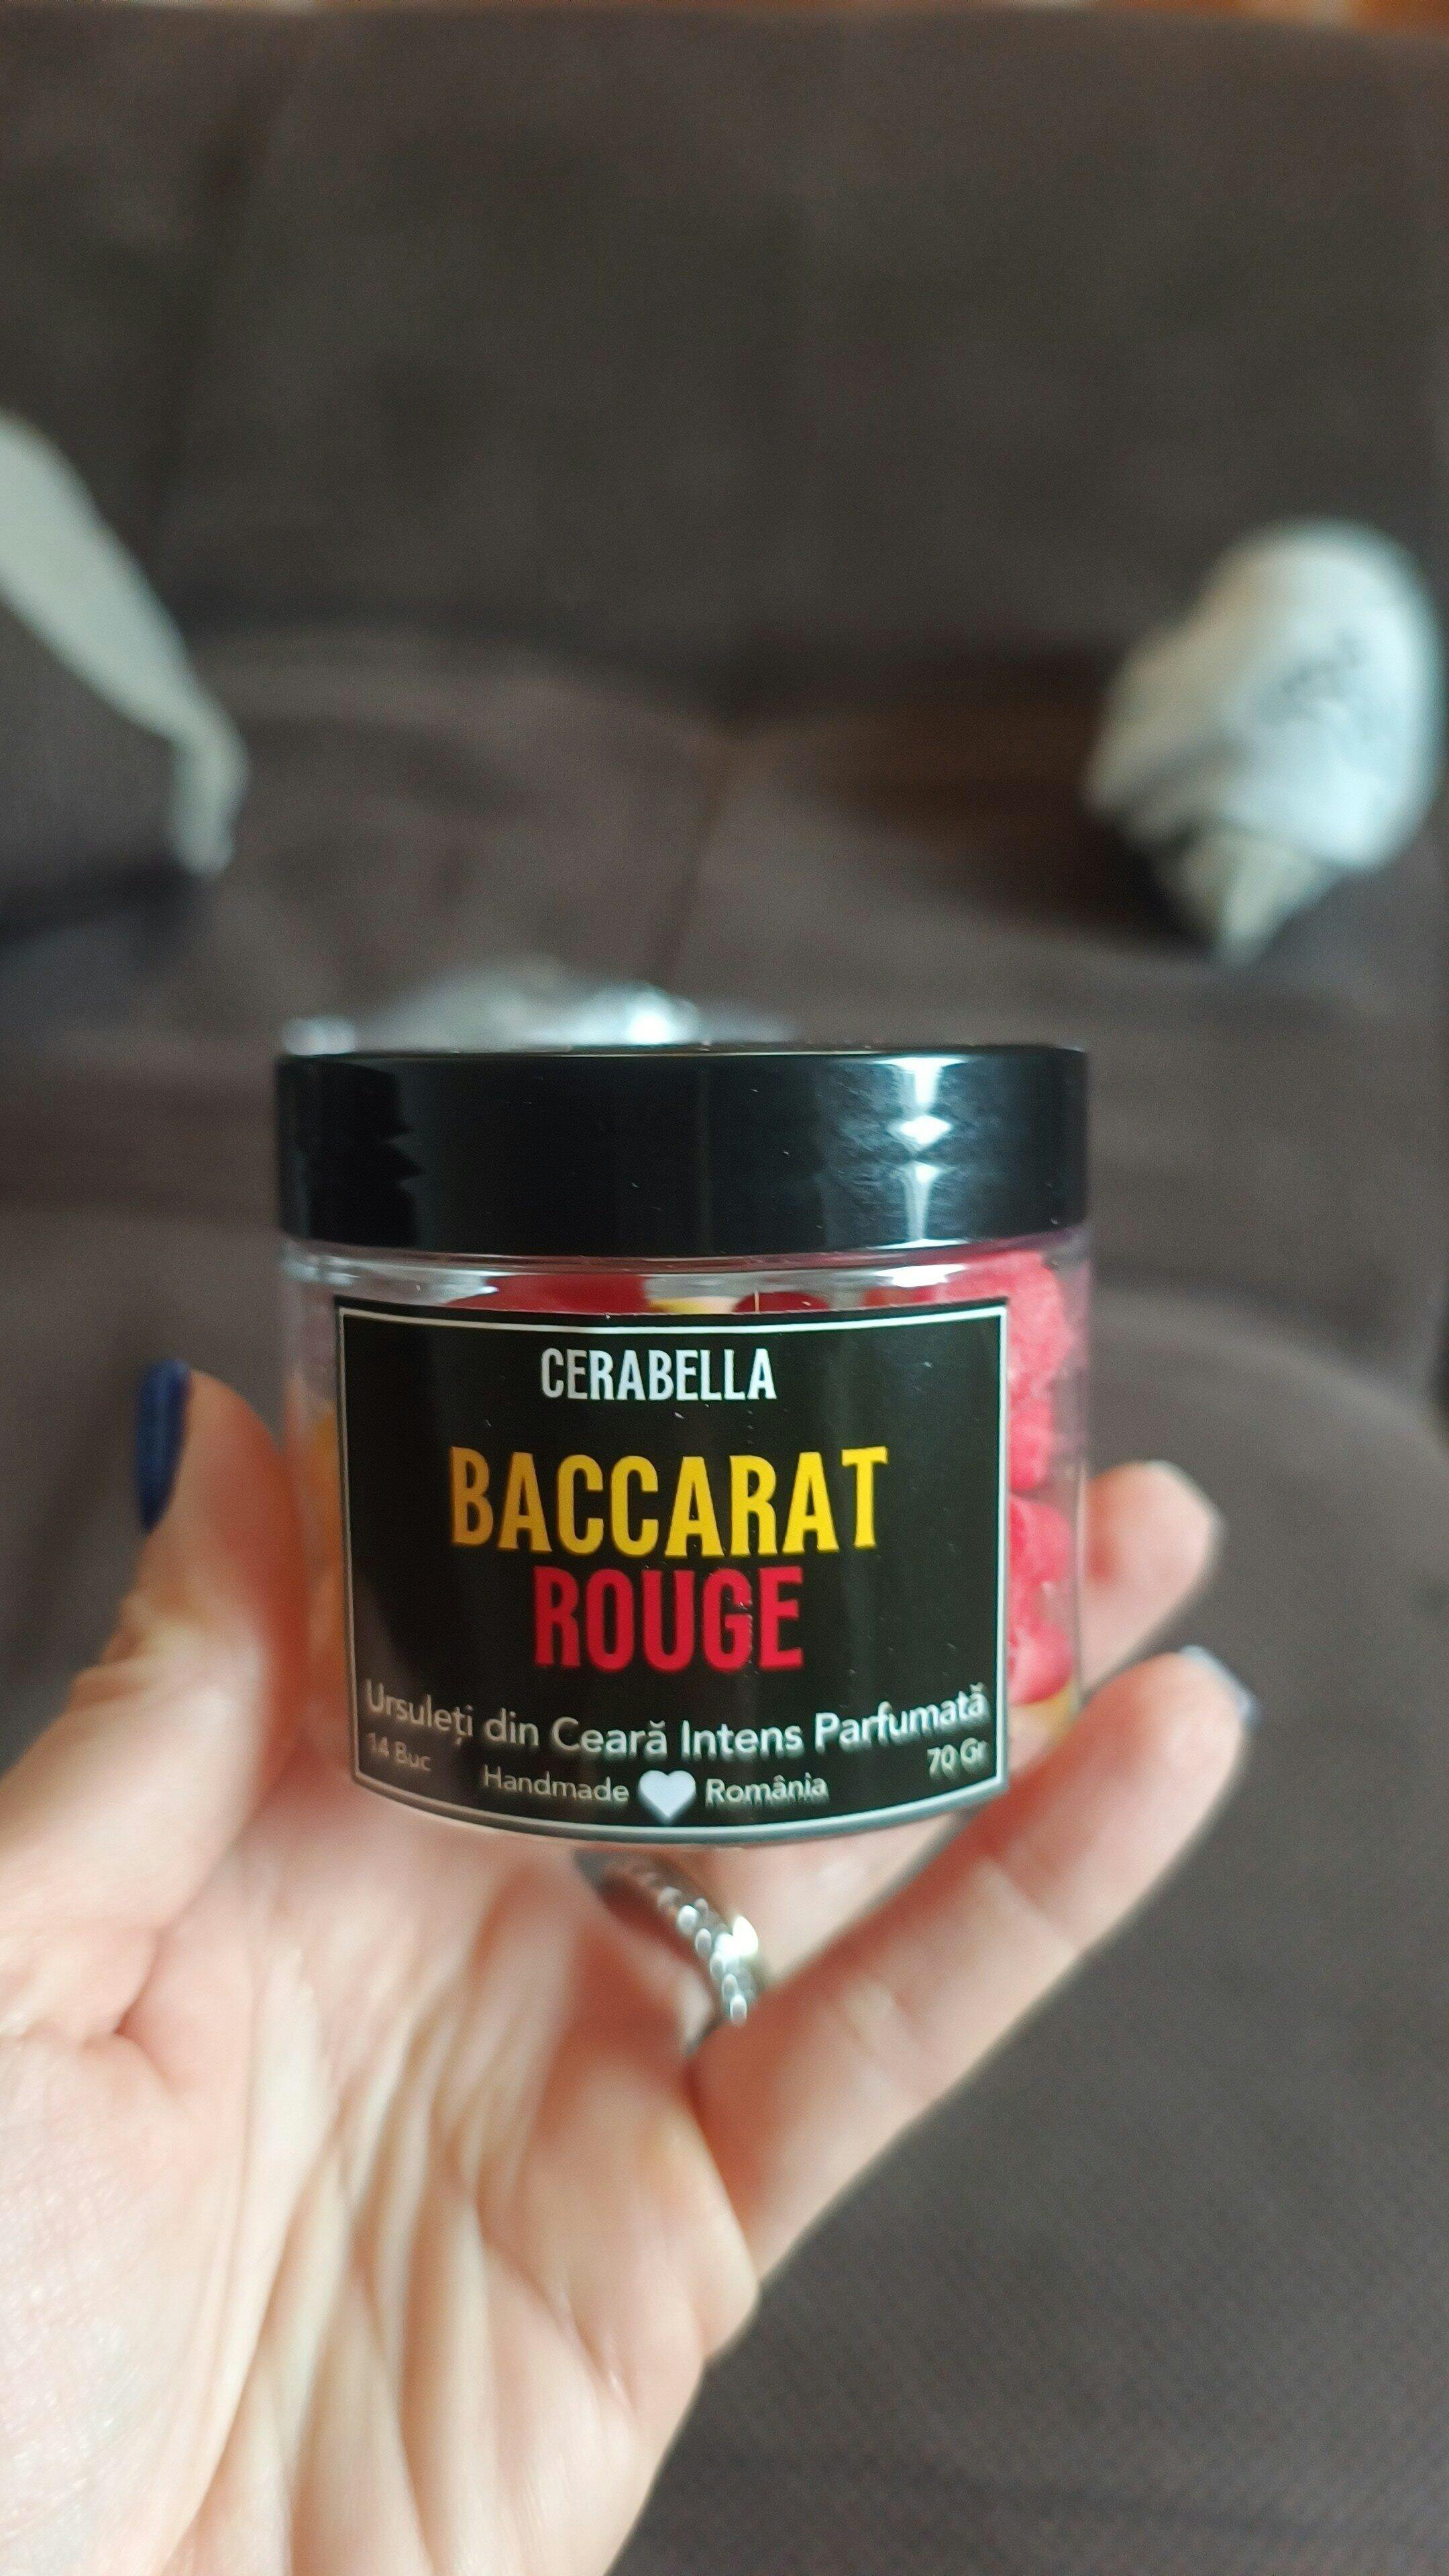 CERABELLA
BACCARAT
ROUGE
Ursuleți din Ceară Intens Parfumată
14 Buc
70 Gr
Handmade România